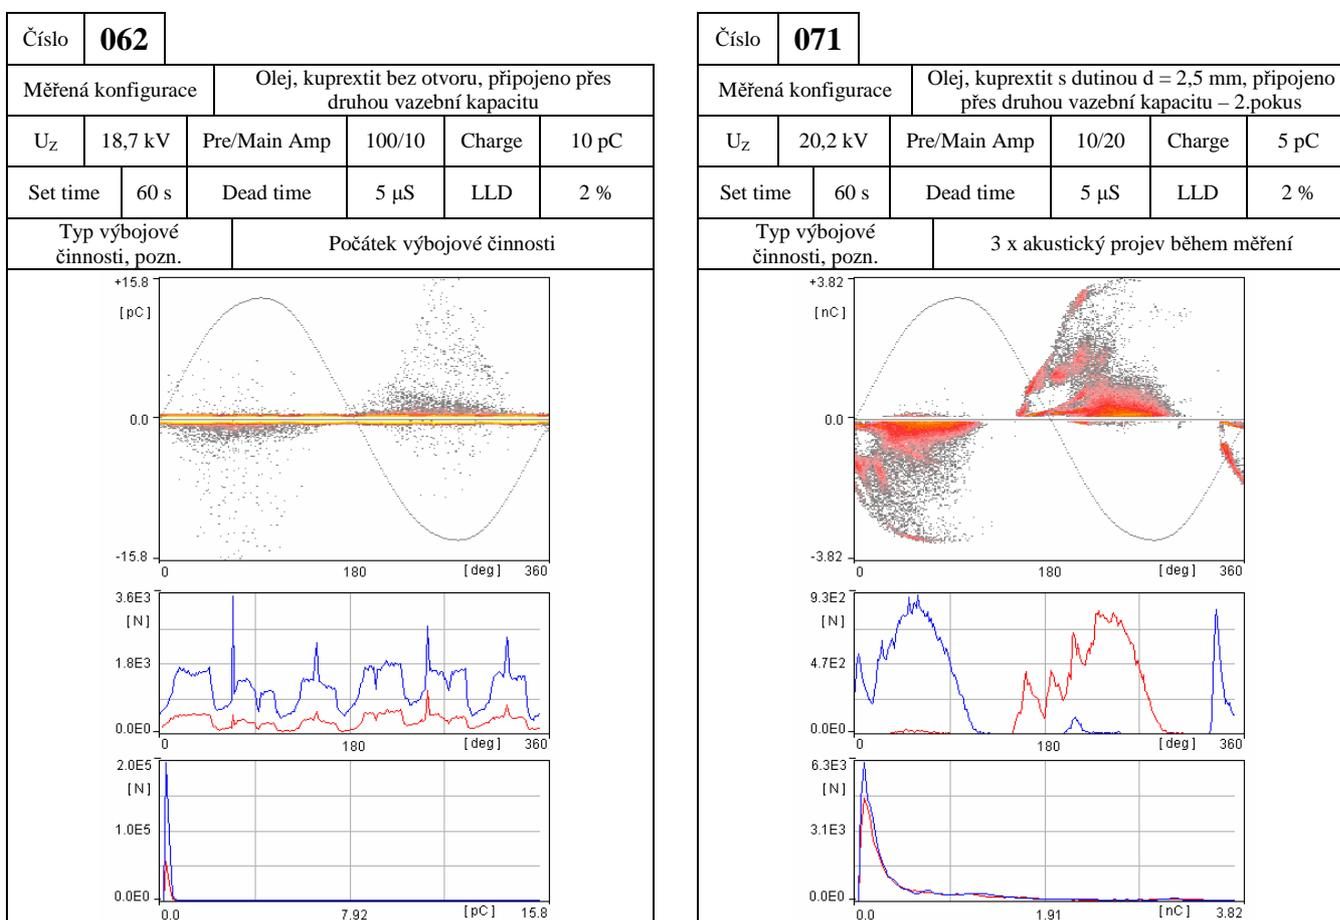 Číslo 062
Měřená konfigurace
Olej, kuprextit bez otvoru, připojeno přes
druhou vazební kapacitu
UZ 18,7 kV Pre/Main Amp 100/10 Charge 10 pC
Set time 60 s Dead time 5 μS LLD 2 %
Typ výbojové
činnosti, pozn.
Počátek výbojové činnosti
+15.8
[pC]
0.0
-15.8
0 180 [deg] 360
3.6E3
[N]
1.8E3
0.0E0
0 180 [deg] 360
2.0E5
[N]
1.0E5
0.0E0
0.0 7.92 [pC] 15.8
Číslo 071
Měřená konfigurace
Olej, kuprextit s dutinou d = 2,5 mm, připojeno
přes druhou vazební kapacitu – 2.pokus
UZ 20,2 kV Pre/Main Amp 10/20 Charge 5 pC
Set time 60 s Dead time 5 μS LLD 2 %
Typ výbojové
činnosti, pozn.
3 x akustický projev během měření
+3.82
[nC]
0.0
-3.82
0 180 [deg] 360
9.3E2
[N]
4.7E2
0.0E0
0 180 [deg] 360
6.3E3
[N]
3.1E3
0.0E0
0.0 1.91 [nC] 3.82